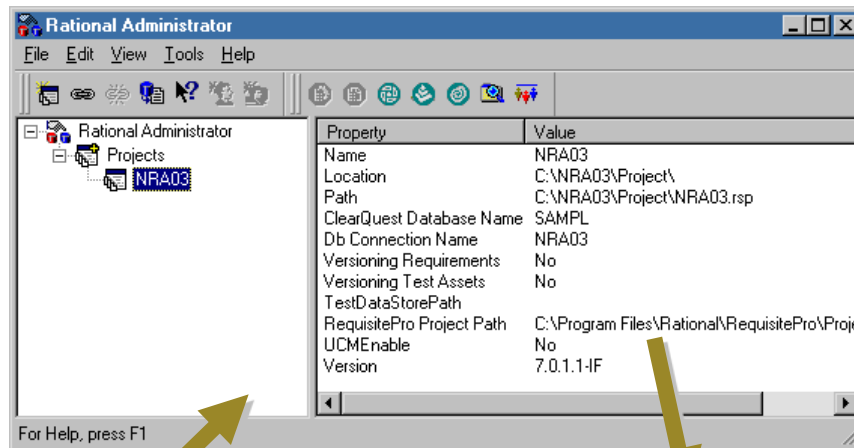 Rational Administrator
File Edit View Tools Help
Rational Administrator
Projects
NRA03
Property Value
Name NRA03
Location C:\NRA03\Project\
Path C:\NRA03\Project\NRA03.rsp
ClearQuest Database Name SAMPL
Db Connection Name NRA03
Versioning Requirements No
Versioning Test Assets No
TestDataStorePath
RequisitePro Project Path C:\Program Files\Rational\RequisitePro\Proje
UCMEnable No
Version 7.0.1.1-IF
For Help, press F1